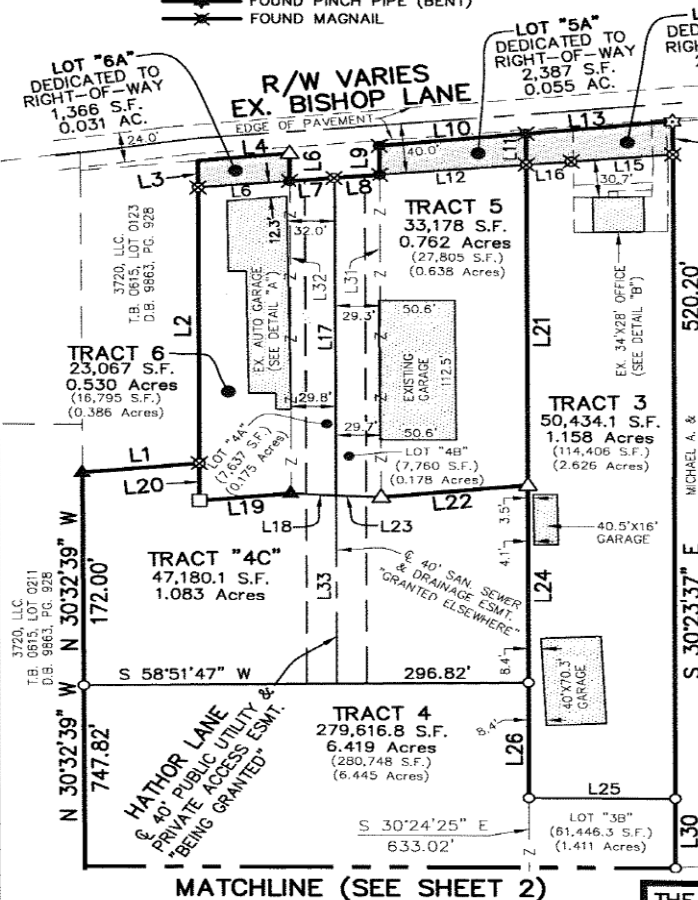 FOUND PINCH PIPE (BENT)
FOUND MAGNAIL
LOT "6A"
DEDICATED TO
RIGHT-OF-WAY
1,366 S.F.
0.031 AC.
R/W VARIES
EX. BISHOP LANE
EDGE OF PAVEMENT
LOT "5A"
DEDICATED TO
RIGHT-OF-WAY
2,387 S.F.
0.055 AC.
24.0'
L3
L4
L6
L6
L7
L8
L9
40.0'
L10
L11
L12
L13
L16
L15
30.7'
12.3'
32.0'
TRACT 5
33,178 S.F.
0.762 Acres
(27,805 S.F.)
(0.638 Acres)
3720, LLC.
T.B. 0615, LOT 0123
D.B. 9863, PG. 928
L2
EX. AUTO GARAGE
(SEE DETAIL "A")
L32
L17
L31
29.3'
50.6'
EXISTING
GARAGE
112.5'
L21
EX. 34'X28' OFFICE
(SEE DETAIL "B")
520.20'
TRACT 6
23,067 S.F.
0.530 Acres
(16,795 S.F.)
(0.386 Acres)
29.8'
29.7'
50.6'
LOT "4A"
(7,637 S.F.)
(0.175 Acre)
LOT "4B"
(7,760 S.F.)
(0.178 Acre)
TRACT 3
50,434.1 S.F.
1.158 Acres
(114,406 S.F.)
(2.626 Acres)
MICHAEL A. &
L1
L20
L19
L18
L23
L22
3.5'
4.1'
40.5'X16'
GARAGE
TRACT "4C"
47,180.1 S.F.
1.083 Acres
L33
℄ 40' SAN. SEWER
& DRAINAGE ESMT.
"GRANTED ELSEWHERE"
L24
N 30°32'39" W
172.00'
3720, LLC.
T.B. 0615, LOT 0211
D.B. 9863, PG. 928
S 30°23'37" E
S 58°51'47" W
296.82'
8.4'
8.4'
40'X70.3'
GARAGE
HATHOR LANE
℄ 40' PUBLIC UTILITY &
PRIVATE ACCESS ESMT.
"BEING GRANTED"
TRACT 4
279,616.8 S.F.
6.419 Acres
(280,748 S.F.)
(6.445 Acres)
N 30°32'39" W
747.82'
L26
L25
LOT "3B"
(61,446.3 S.F.)
(1.411 Acres)
L30
S 30°24'25" E
633.02'
MATCHLINE (SEE SHEET 2)
THE